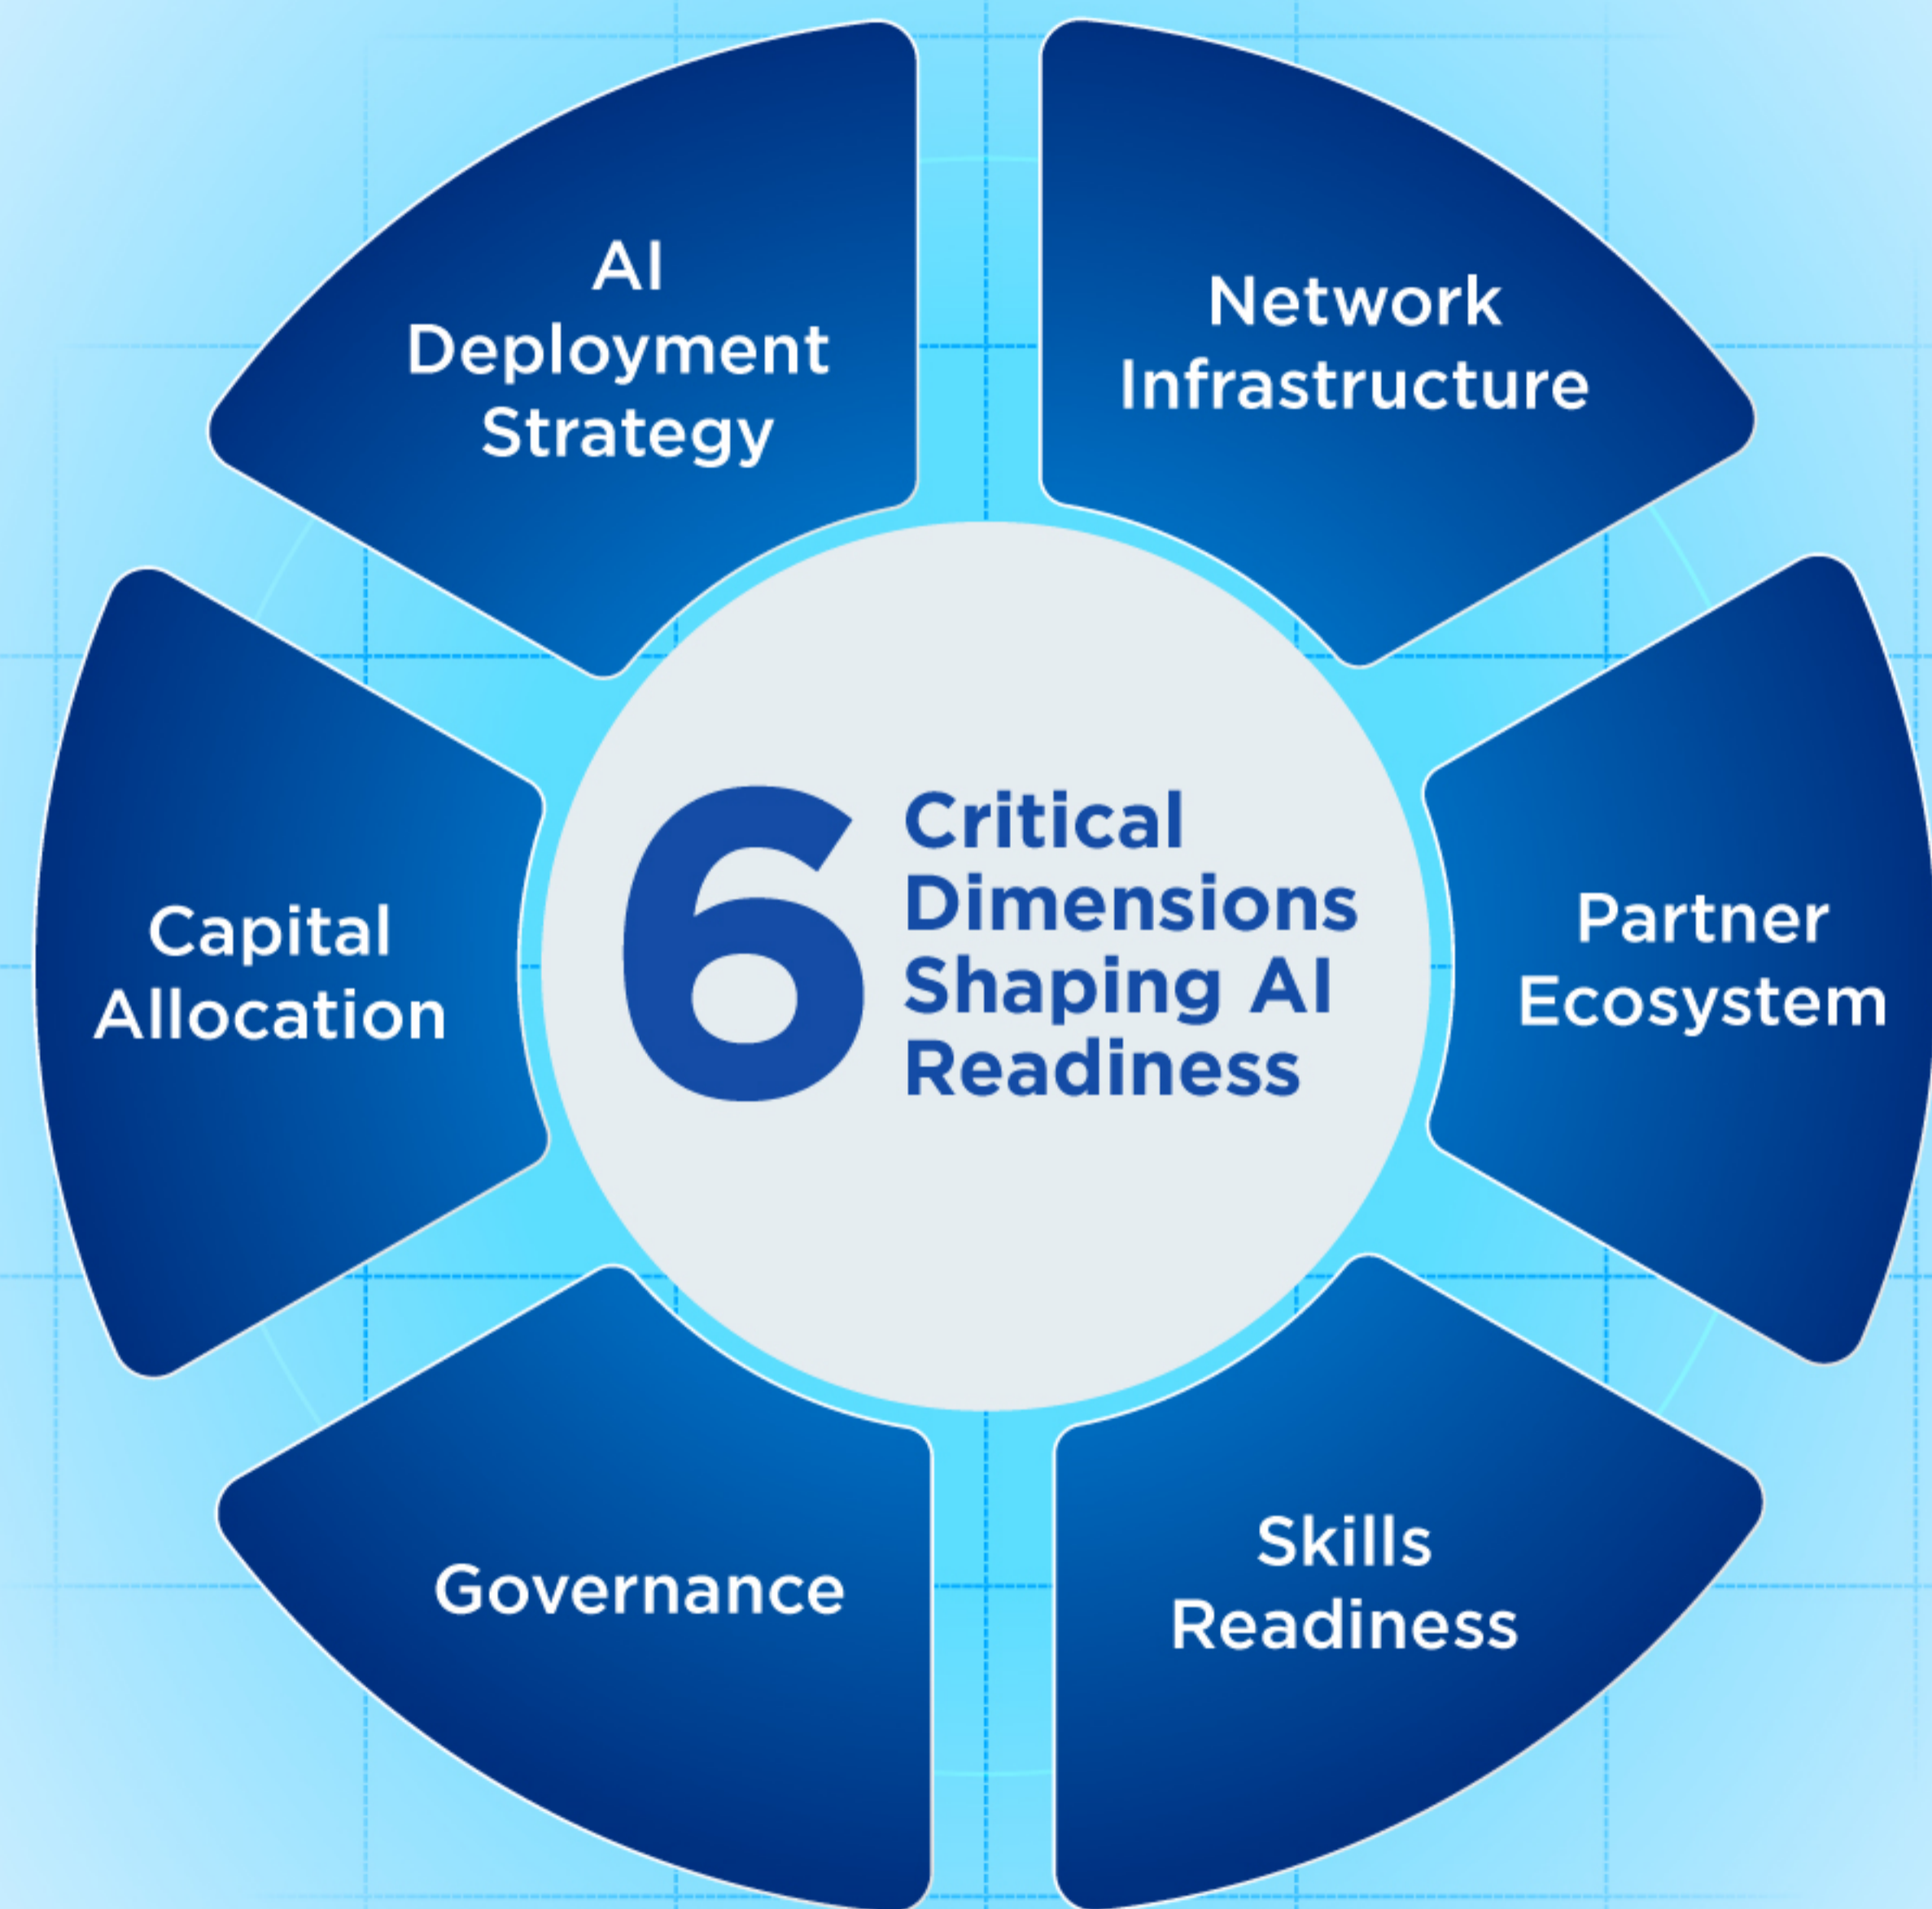 AI
Deployment
Strategy
Network
Infrastructure
Capital
Allocation
6
Critical
Dimensions
Shaping AI
Readiness
Partner
Ecosystem
Governance
Skills
Readiness